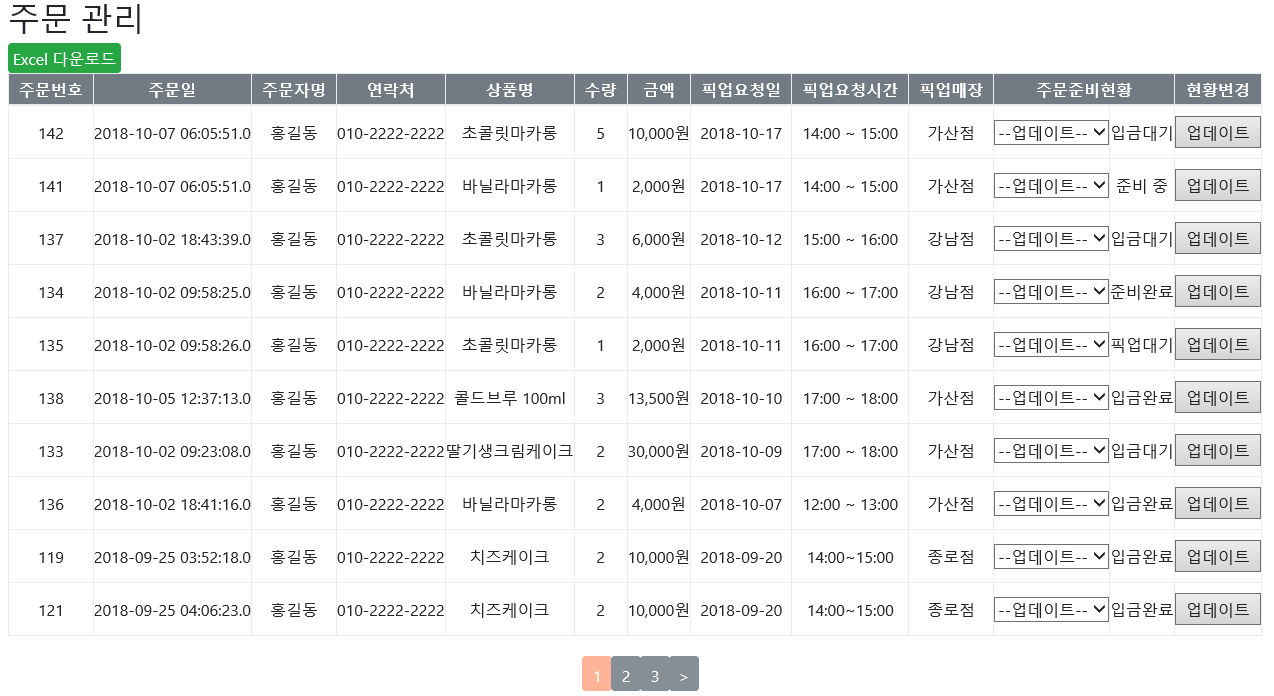 주문 관리
Excel 다운로드
주문번호 주문일 주문자명 연락처 상품명 수량 금액 픽업요청일 픽업요청시간 픽업매장 주문준비현황 현황변경
142 2018-10-07 06:05:51.0 홍길동 010-2222-2222 초콜릿마카롱 5 10,000원 2018-10-17 14:00 ~ 15:00 가산점 --업데이트-- 입금대기 업데이트
141 2018-10-07 06:05:51.0 홍길동 010-2222-2222 바닐라마카롱 1 2,000원 2018-10-17 14:00 ~ 15:00 가산점 --업데이트-- 준비 중 업데이트
137 2018-10-02 18:43:39.0 홍길동 010-2222-2222 초콜릿마카롱 3 6,000원 2018-10-12 15:00 ~ 16:00 강남점 --업데이트-- 입금대기 업데이트
134 2018-10-02 09:58:25.0 홍길동 010-2222-2222 바닐라마카롱 2 4,000원 2018-10-11 16:00 ~ 17:00 강남점 --업데이트-- 준비완료 업데이트
135 2018-10-02 09:58:26.0 홍길동 010-2222-2222 초콜릿마카롱 1 2,000원 2018-10-11 16:00 ~ 17:00 강남점 --업데이트-- 픽업대기 업데이트
138 2018-10-05 12:37:13.0 홍길동 010-2222-2222 콜드브루 100ml 3 13,500원 2018-10-10 17:00 ~ 18:00 가산점 --업데이트-- 입금완료 업데이트
133 2018-10-02 09:23:08.0 홍길동 010-2222-2222 딸기생크림케이크 2 30,000원 2018-10-09 17:00 ~ 18:00 가산점 --업데이트-- 입금대기 업데이트
136 2018-10-02 18:41:16.0 홍길동 010-2222-2222 바닐라마카롱 2 4,000원 2018-10-07 12:00 ~ 13:00 가산점 --업데이트-- 입금완료 업데이트
119 2018-09-25 03:52:18.0 홍길동 010-2222-2222 치즈케이크 2 10,000원 2018-09-20 14:00~15:00 종로점 --업데이트-- 입금완료 업데이트
121 2018-09-25 04:06:23.0 홍길동 010-2222-2222 치즈케이크 2 10,000원 2018-09-20 14:00~15:00 종로점 --업데이트-- 입금완료 업데이트
1 2 3 >